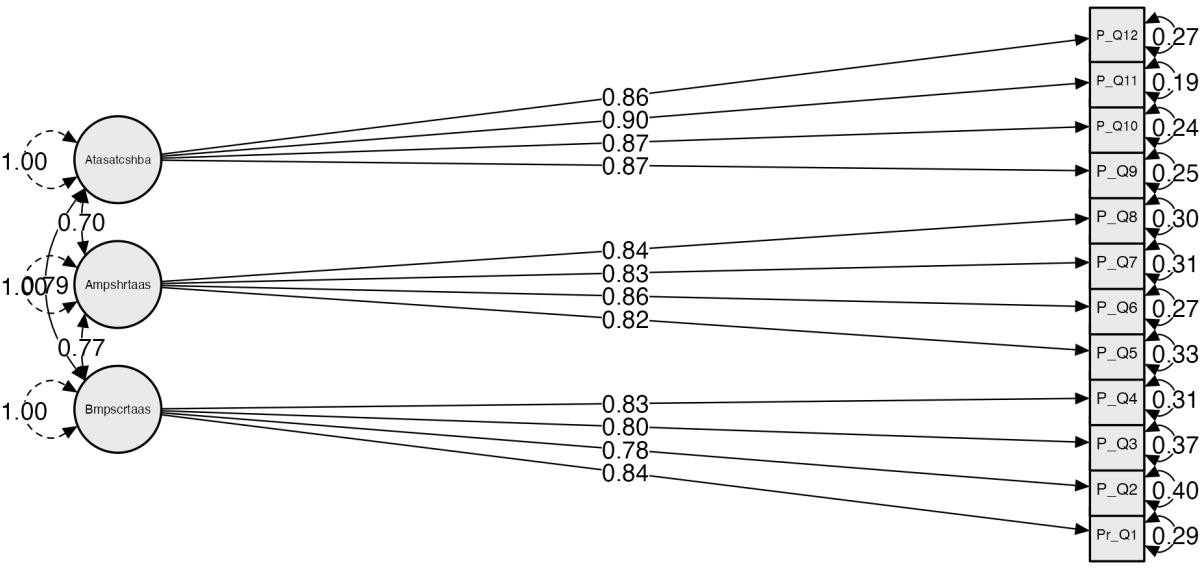 P_Q12 0.27
0.86
P_Q11 0.19
0.90
P_Q10 0.24
0.87
1.00 Atasatcshba
0.87
P_Q9 0.25
0.70
P_Q8 0.30
0.84
P_Q7 0.31
0.83
1.00 0.79 Ampshrtaas
0.86
P_Q6 0.27
0.82
0.77
P_Q5 0.33
P_Q4 0.31
0.83
1.00 Bmpscrtaas
0.80
P_Q3 0.37
0.78
0.84
P_Q2 0.40
Pr_Q1 0.29